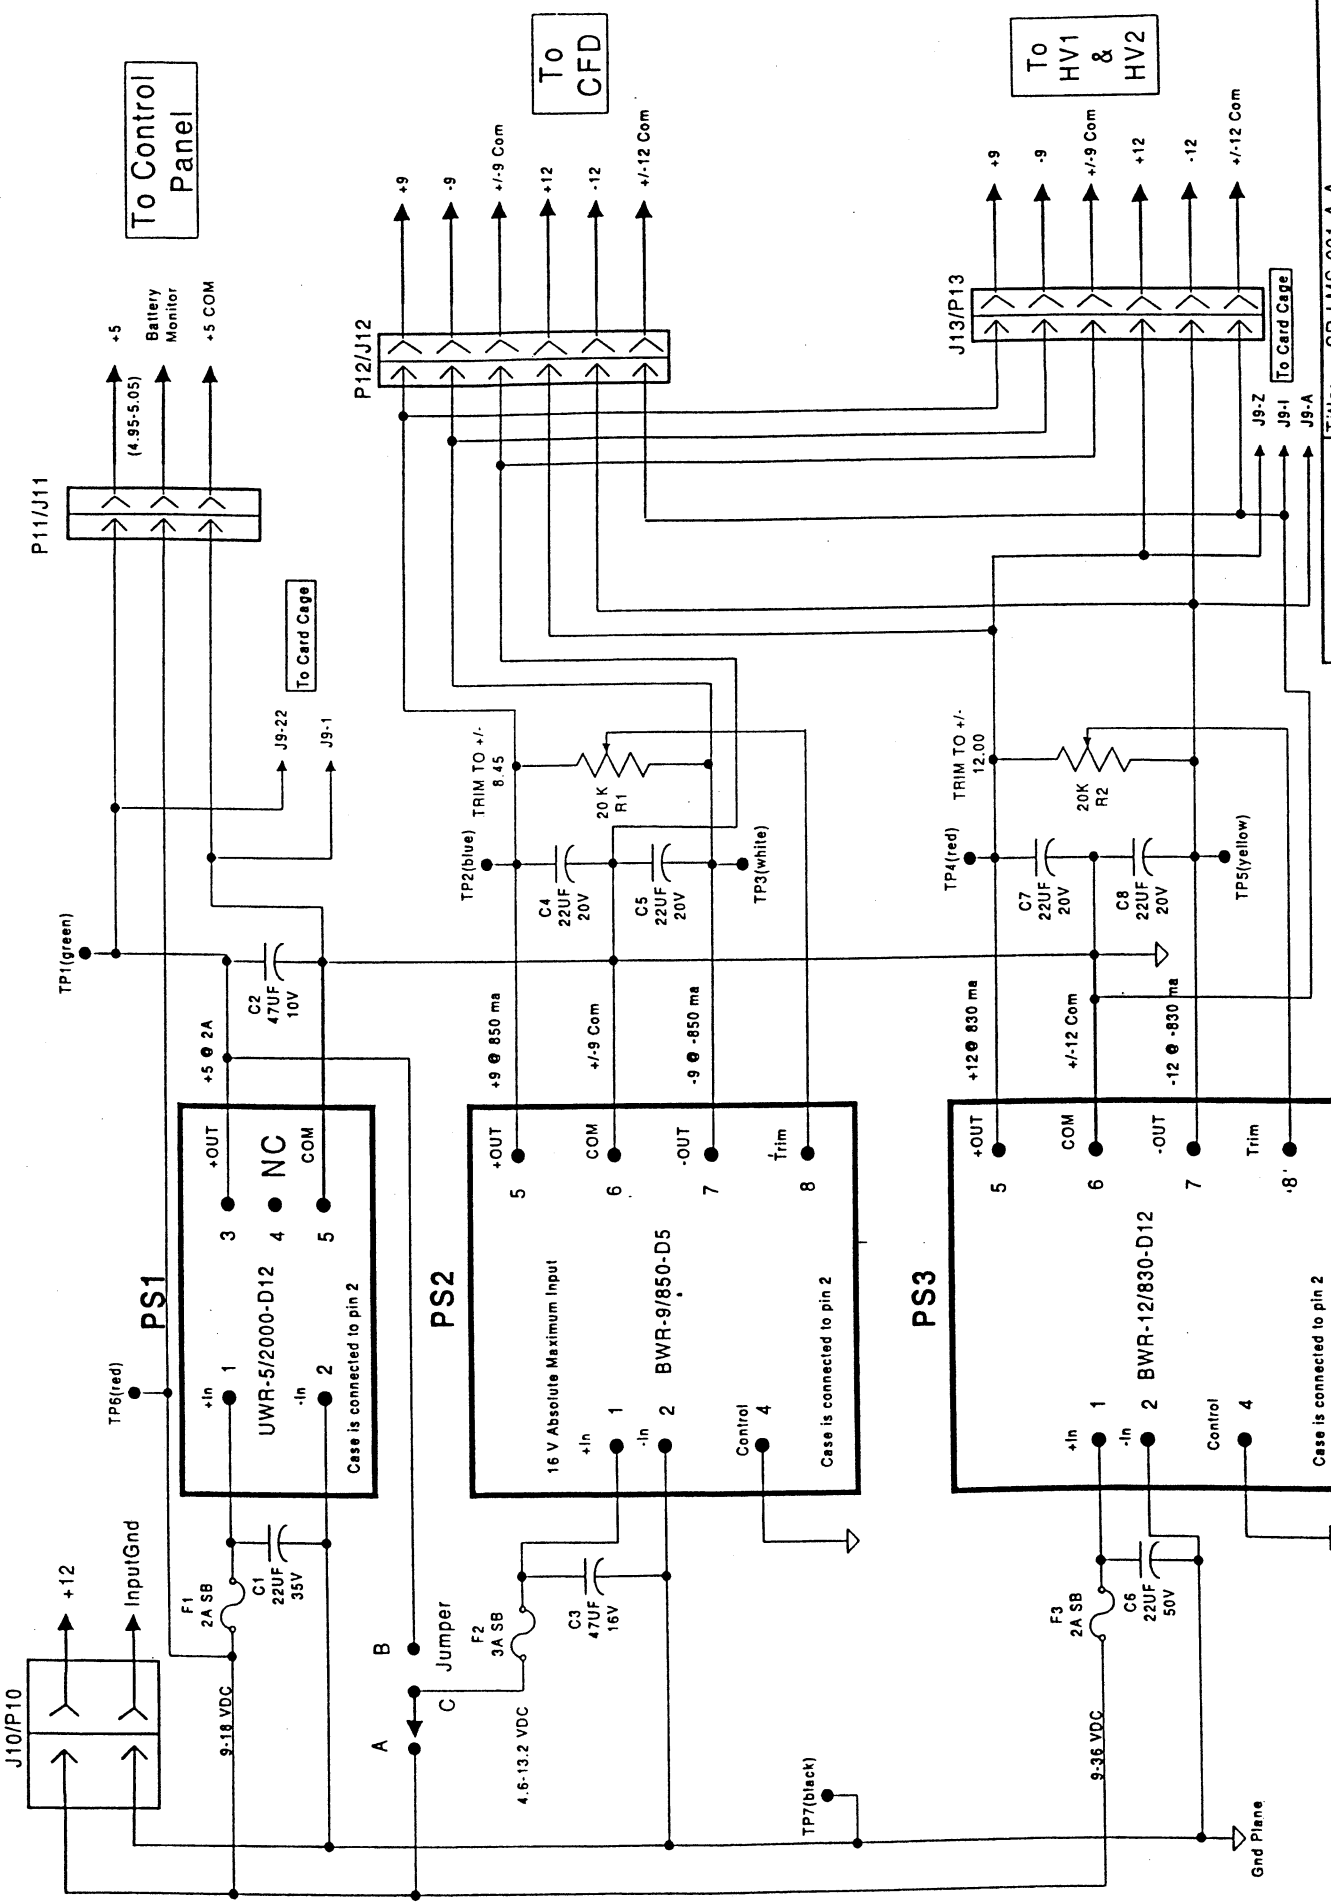 J10/P10
+12
InputGnd
9-18 VDC
F1
2A SB
C1
22UF
35V
TP6(red)
PS1
+In
1
-In
2
UWR-5/2000-D12
Case is connected to pin 2
3
+OUT
4
NC
5
COM
+5 @ 2A
C2
47UF
10V
TP1(green)
J9-22
J9-1
To Card Cage
P11/J11
+5
(4.95-5.05)
Battery
Monitor
+5 COM
To Control
Panel
A
B
C
Jumper
4.6-13.2 VDC
F2
3A SB
C3
47UF
16V
PS2
16 V Absolute Maximum Input
+In
1
-In
2
Control
4
BWR-9/850-D5
Case is connected to pin 2
5
+OUT
6
COM
7
-OUT
8
Trim
+9 @ 850 ma
+/-9 Com
-9 @ -850 ma
TP2(blue)
C4
22UF
20V
C5
22UF
20V
TP3(white)
TRIM TO +/-
8.45
20 K
R1
P12/J12
+9
-9
+/-9 Com
+12
-12
+/-12 Com
To
CFD
TP7(black)
Gnd Plane
9-36 VDC
F3
2A SB
C6
22UF
50V
PS3
+In
1
-In
2
Control
4
BWR-12/830-D12
Case is connected to pin 2
5
+OUT
6
COM
7
-OUT
8
Trim
+12@ 830 ma
+/-12 Com
-12 @ -830 ma
TP4(red)
C7
22UF
20V
C8
22UF
20V
TP5(yellow)
TRIM TO +/-
12.00
20K
R2
J13/P13
+9
-9
+/-9 Com
+12
-12
+/-12 Com
To
HV1
&
HV2
J9-Z
J9-I
J9-A
To Card Cage